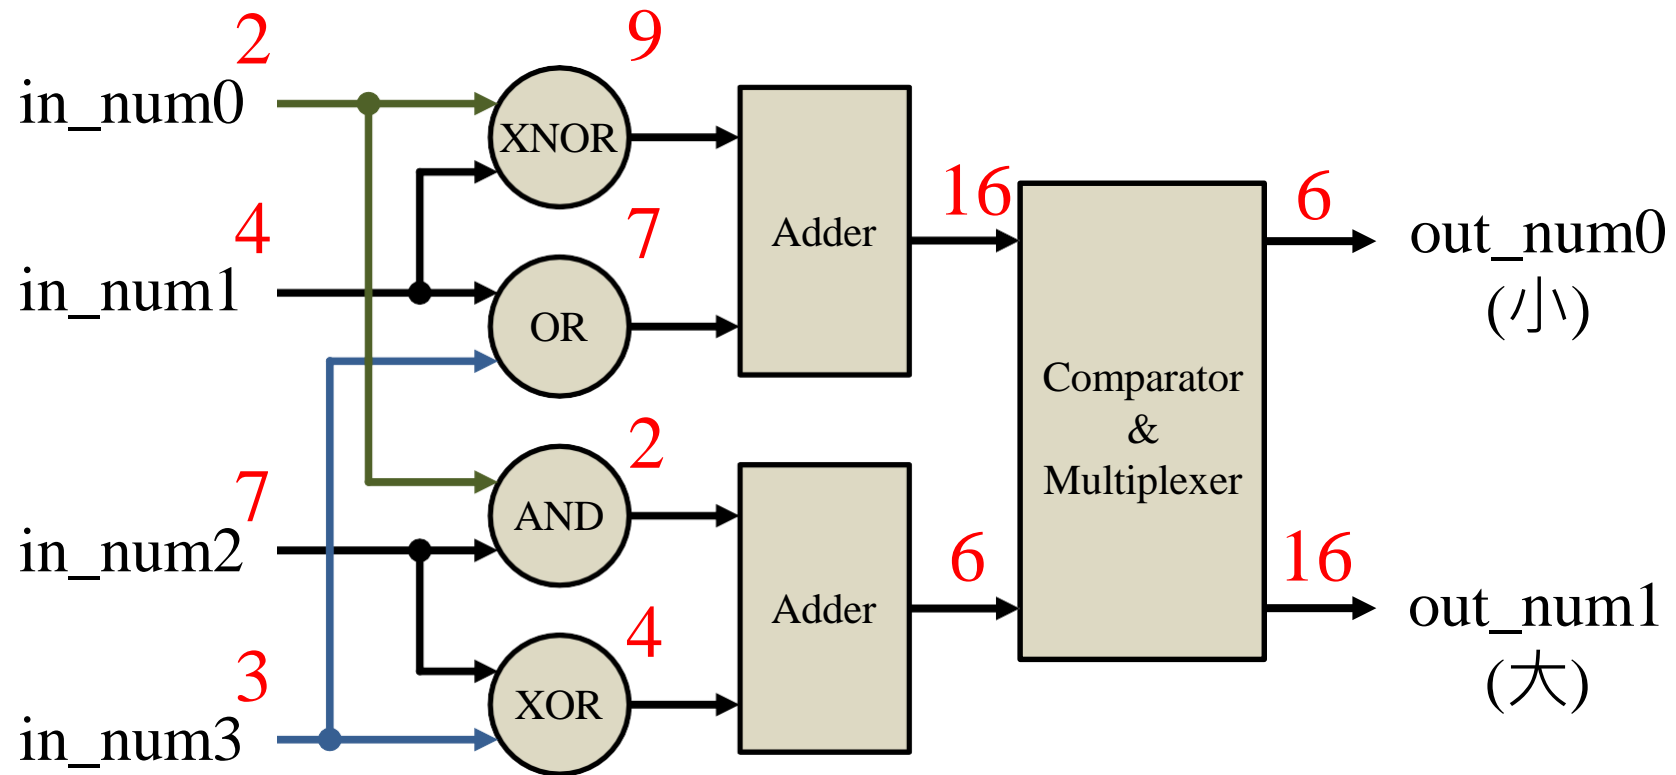 2
9
in_num0
XNOR
4
7
16
6
in_num1
Adder
out_num0
(小)
OR
Comparator
&
Multiplexer
7
2
in_num2
AND
6
16
Adder
out_num1
(大)
3
4
in_num3
XOR